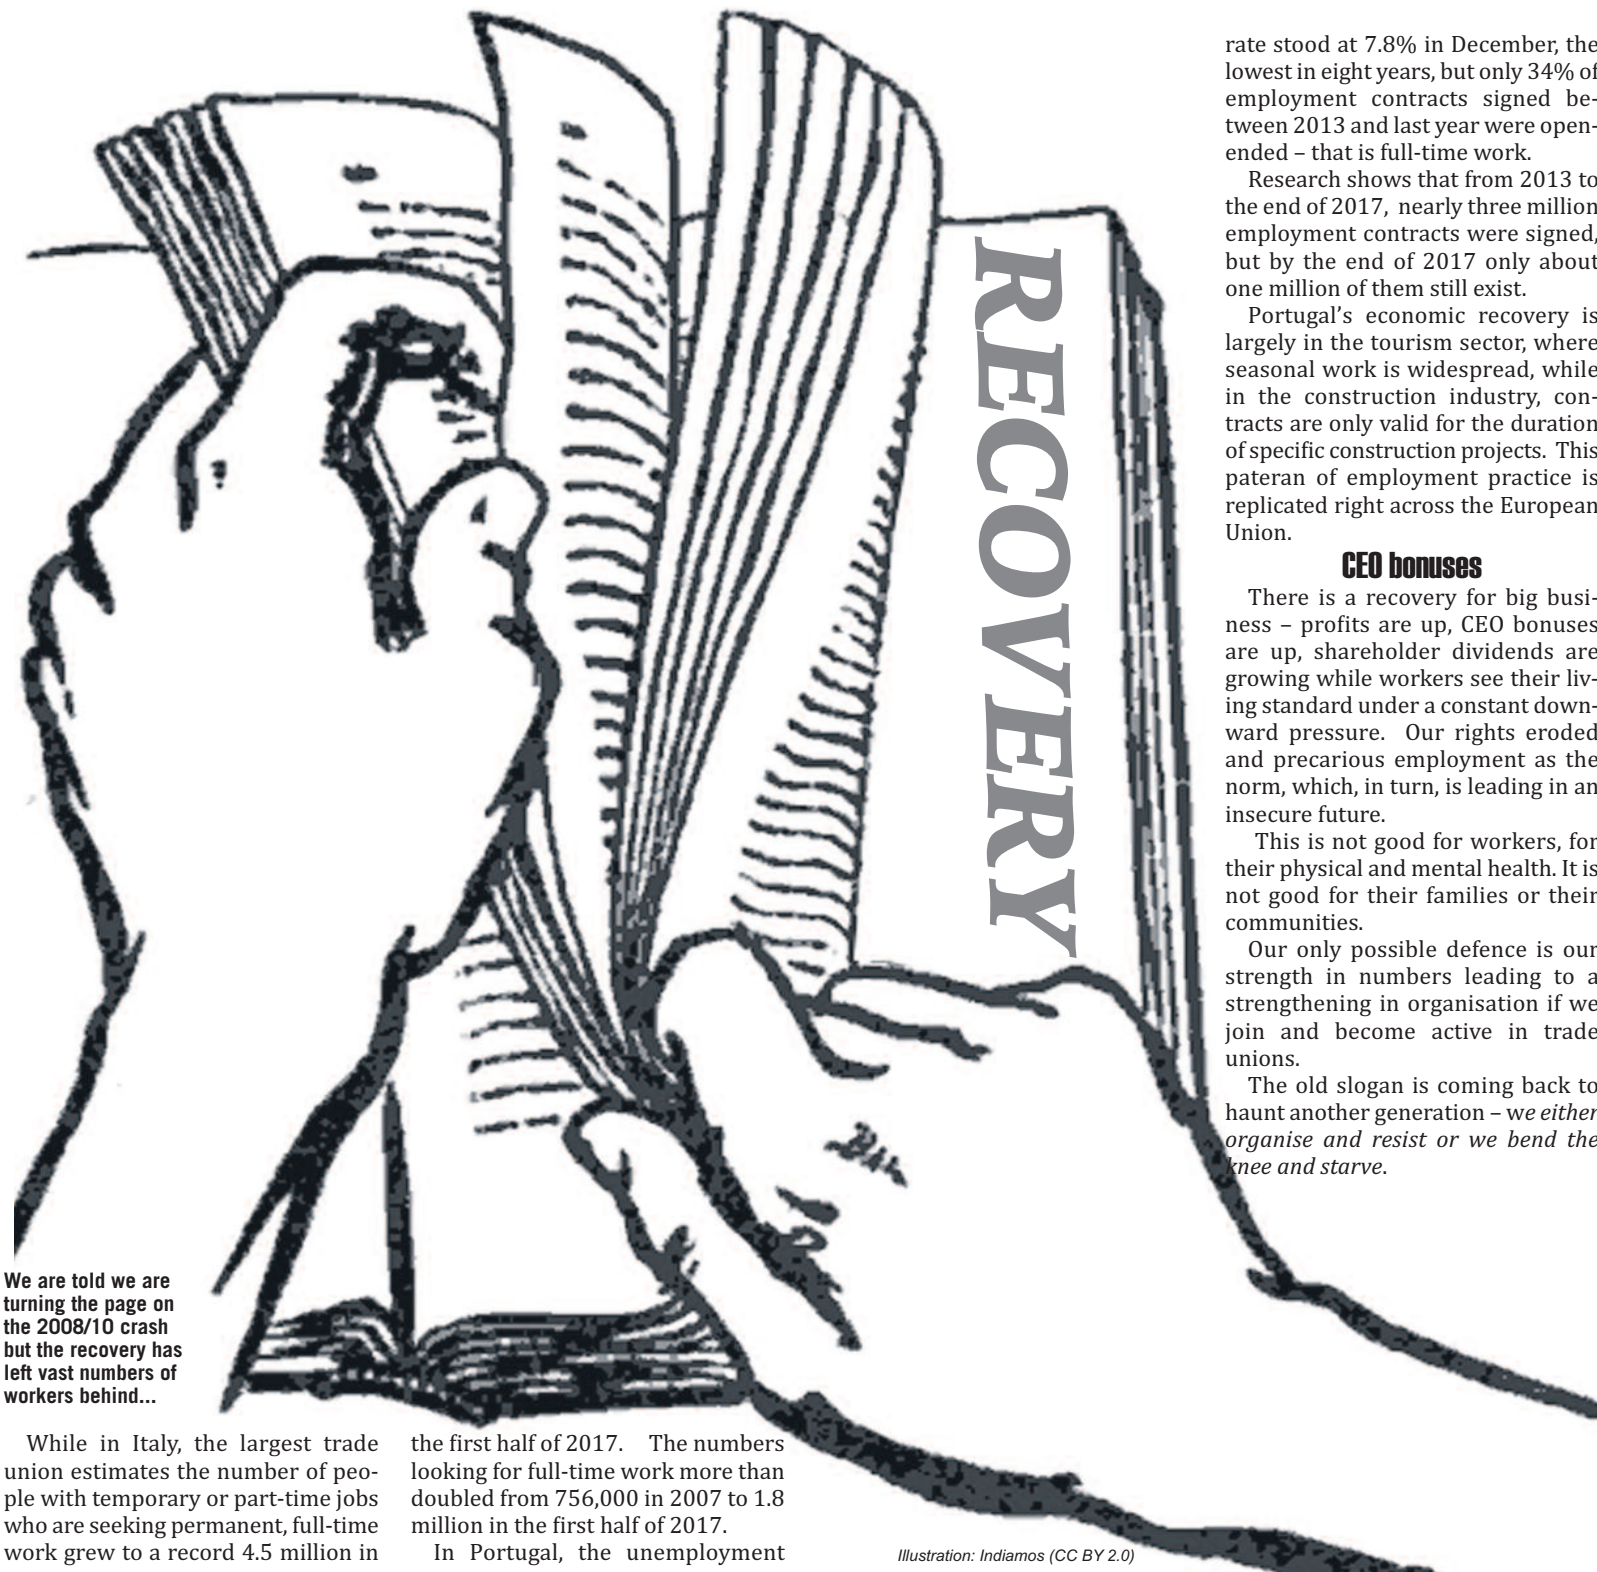 RECOVERY
We are told we are
turning the page on
the 2008/10 crash
but the recovery has
left vast numbers of
workers behind...
While in Italy, the largest trade
union estimates the number of peo-
ple with temporary or part-time jobs
who are seeking permanent, full-time
work grew to a record 4.5 million in
the first half of 2017. The numbers
looking for full-time work more than
doubled from 756,000 in 2007 to 1.8
million in the first half of 2017.
In Portugal, the unemployment
rate stood at 7.8% in December, the
lowest in eight years, but only 34% of
employment contracts signed be-
tween 2013 and last year were open-
ended – that is full-time work.
Research shows that from 2013 to
the end of 2017, nearly three million
employment contracts were signed,
but by the end of 2017 only about
one million of them still exist.
Portugal’s economic recovery is
largely in the tourism sector, where
seasonal work is widespread, while
in the construction industry, con-
tracts are only valid for the duration
of specific construction projects. This
pateran of employment practice is
replicated right across the European
Union.
CEO bonuses
There is a recovery for big busi-
ness – profits are up, CEO bonuses
are up, shareholder dividends are
growing while workers see their liv-
ing standard under a constant down-
ward pressure. Our rights eroded
and precarious employment as the
norm, which, in turn, is leading in an
insecure future.
This is not good for workers, for
their physical and mental health. It is
not good for their families or their
communities.
Our only possible defence is our
strength in numbers leading to a
strengthening in organisation if we
join and become active in trade
unions.
The old slogan is coming back to
haunt another generation – we either
organise and resist or we bend the
knee and starve.
Illustration: Indiamos (CC BY 2.0)